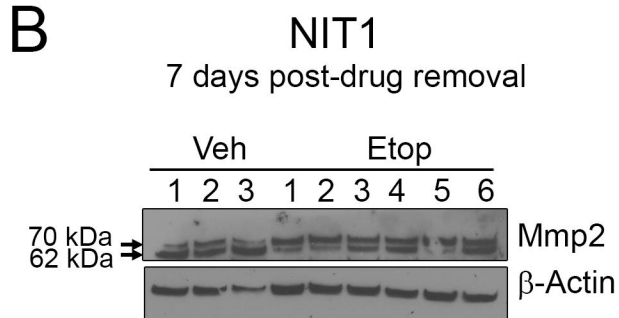 B
NIT1
7 days post-drug removal
Veh Etop
1 2 3 1 2 3 4 5 6
70 kDa
62 kDa
Mmp2
β-Actin